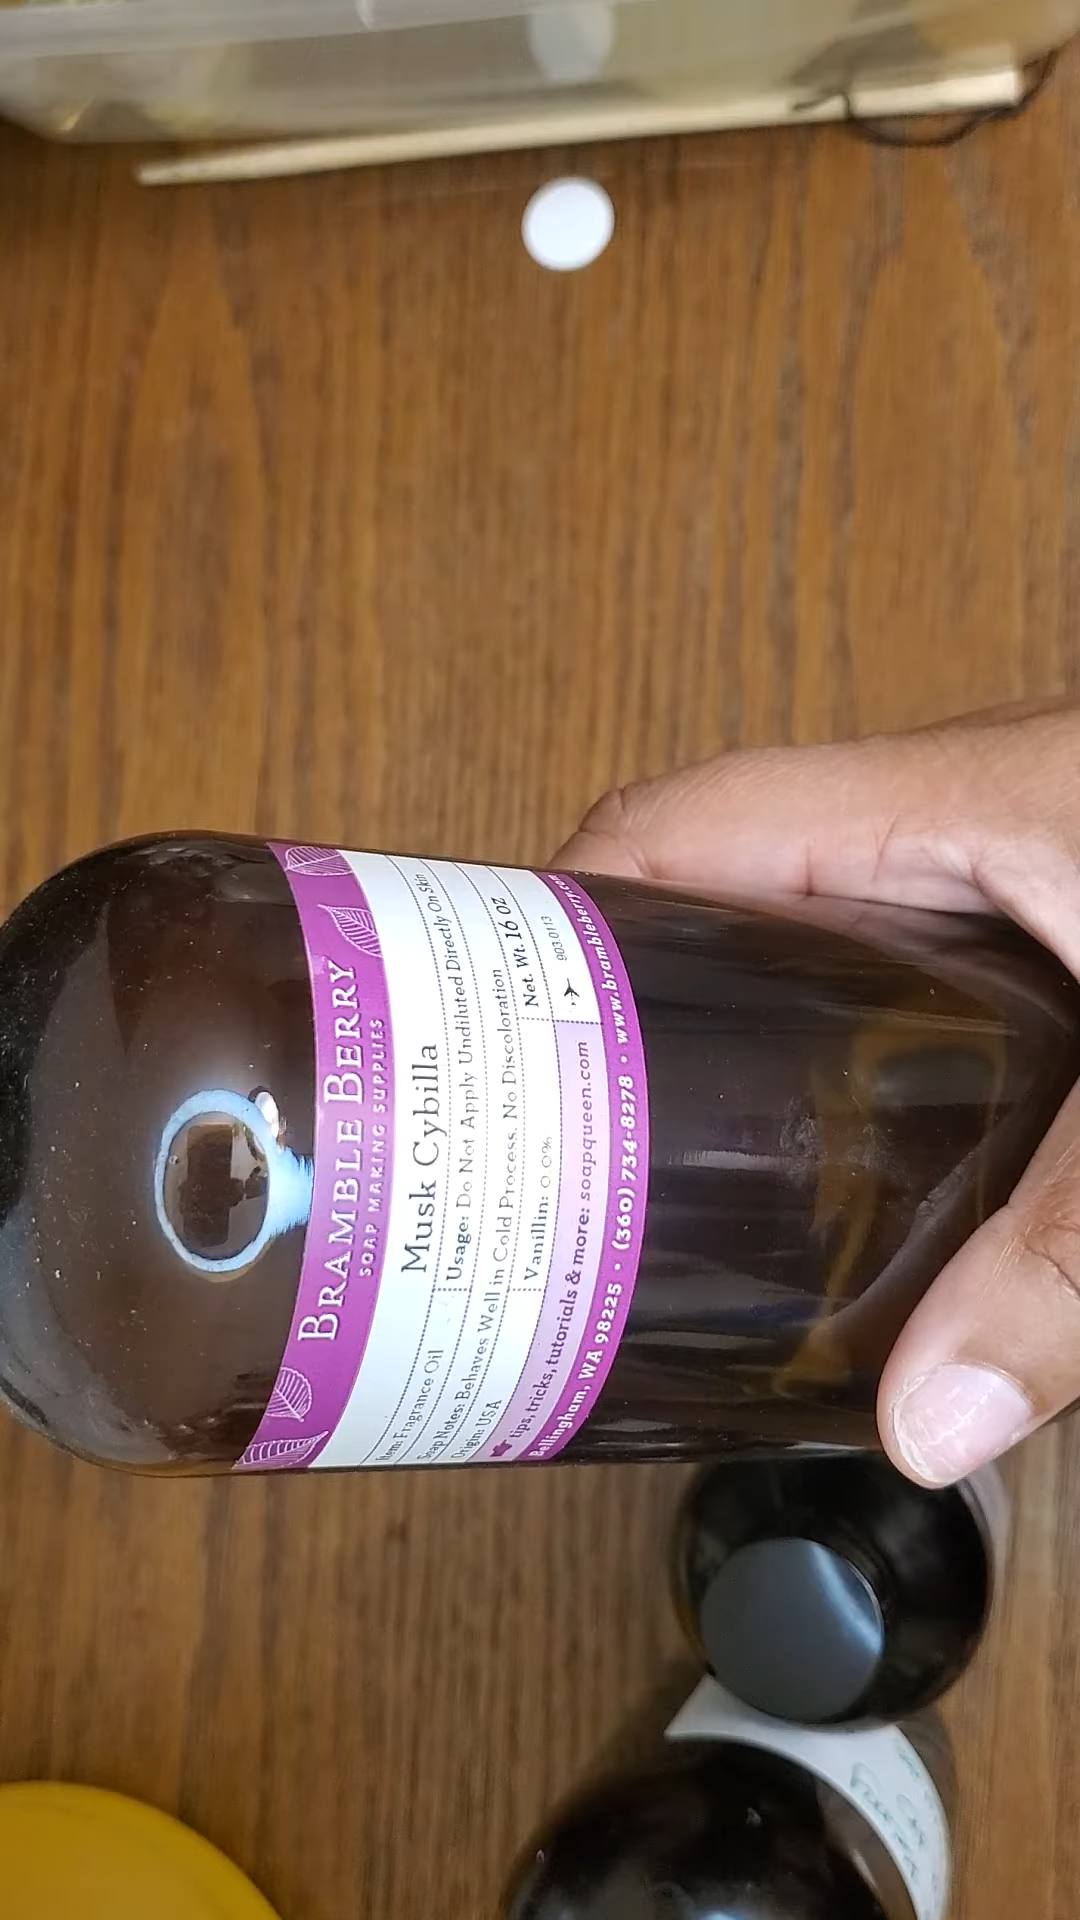 BRAMBLE BERRY
SOAP MAKING SUPPLIES
Musk Cybilla
Item: Fragrance Oil
Usage: Do Not Apply Undiluted Directly On Skin
Soap Notes: Behaves Well in Cold Process, No Discoloration
Origin: USA
Vanillin: 0.0%
Net. Wt. 16 oz
tips, tricks, tutorials & more: soapqueen.com
903.0113
Bellingham, WA 98225 • (360) 734-8278 • www.brambleberry.com